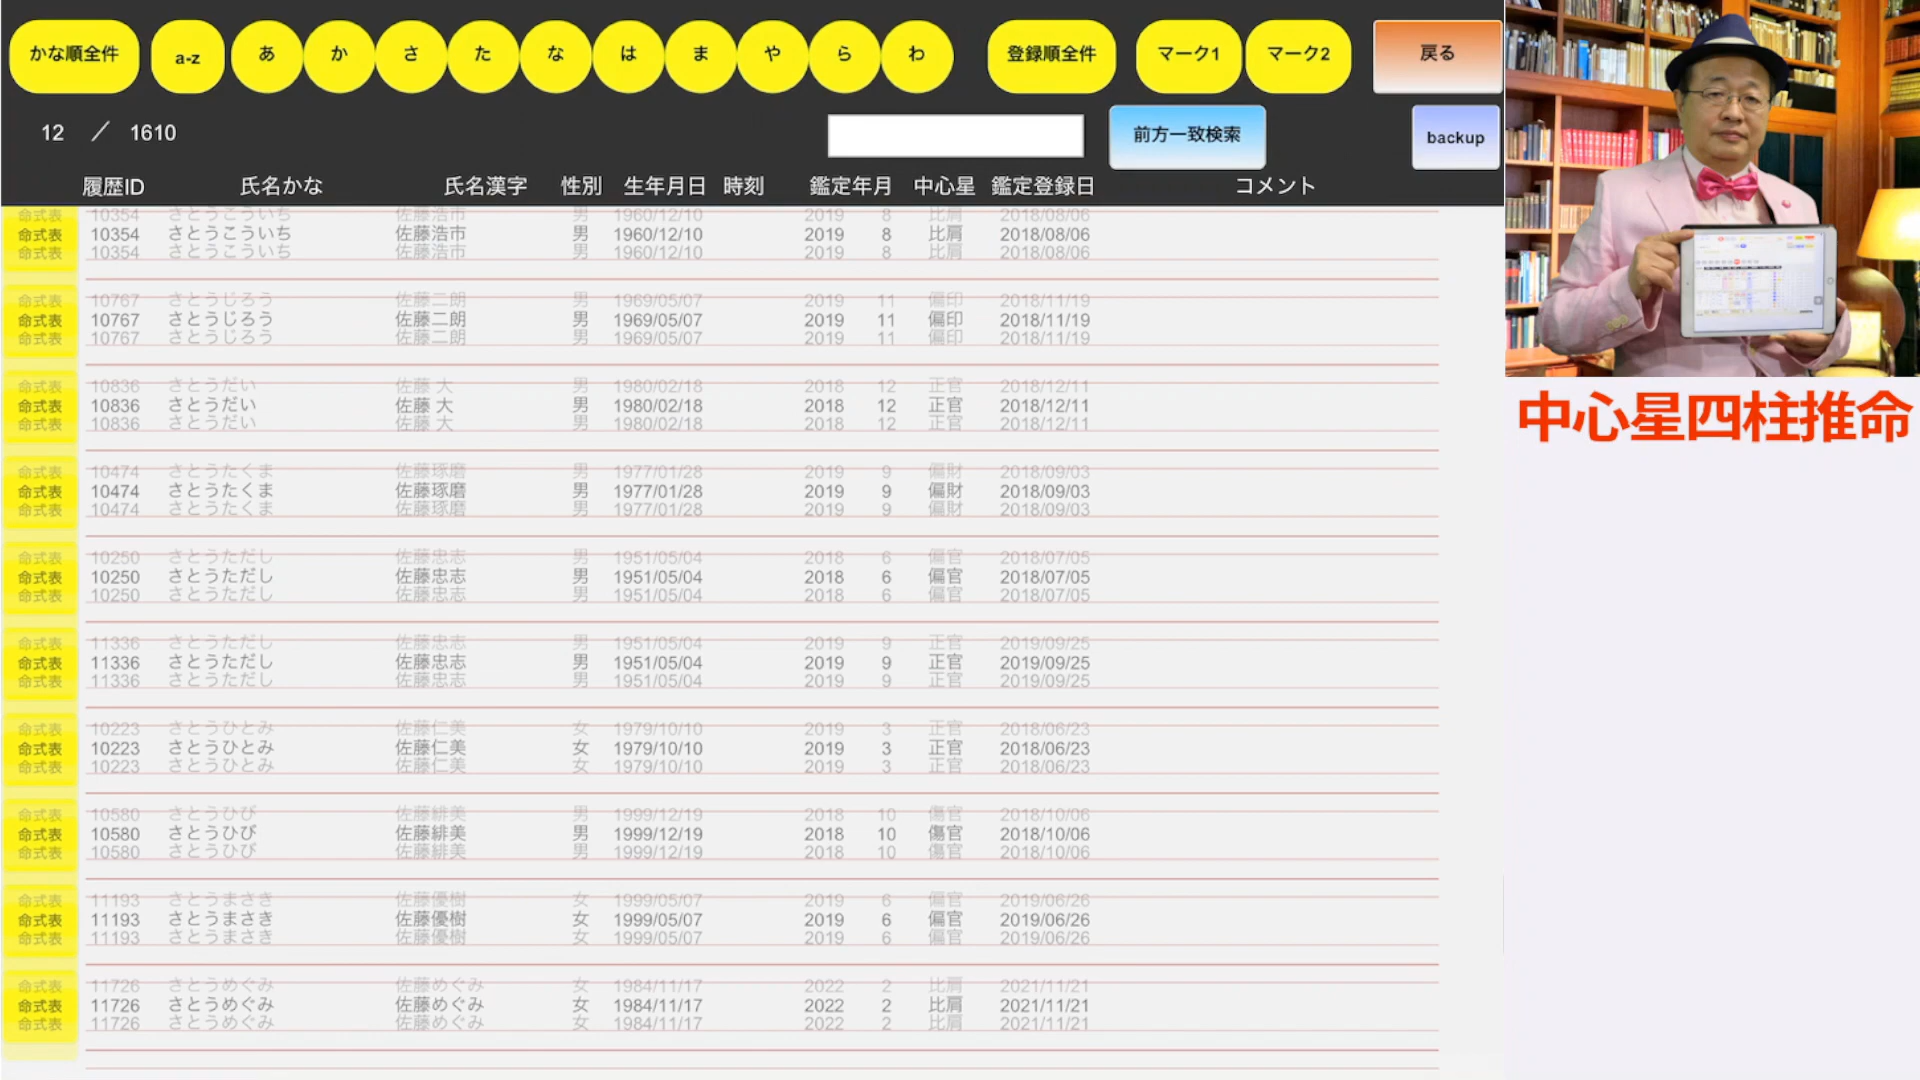 かな順全件 a-z あ か さ た な は ま や ら わ 登録順全件 マーク1 マーク2 戻る
12 / 1610 前方一致検索 backup
履歴ID 氏名かな 氏名漢字 性別 生年月日 時刻 鑑定年月 中心星 鑑定登録日 コメント
命式表 10354 さとうこういち 佐藤浩市 男 1960/12/10 2019 8 比肩 2018/08/06
命式表 10767 さとうじろう 佐藤二朗 男 1969/05/07 2019 11 偏印 2018/11/19
命式表 10836 さとうだい 佐藤 大 男 1980/02/18 2018 12 正官 2018/12/11
命式表 10474 さとうたくま 佐藤琢磨 男 1977/01/28 2019 9 偏財 2018/09/03
命式表 10250 さとうただし 佐藤忠志 男 1951/05/04 2018 6 偏官 2018/07/05
命式表 11336 さとうただし 佐藤忠志 男 1951/05/04 2019 9 正官 2019/09/25
命式表 10223 さとうひとみ 佐藤仁美 女 1979/10/10 2019 3 正官 2018/06/23
命式表 10580 さとうひび 佐藤緋美 男 1999/12/19 2018 10 傷官 2018/10/06
命式表 11193 さとうまさき 佐藤優樹 女 1999/05/07 2019 6 偏官 2019/06/26
命式表 11726 さとうめぐみ 佐藤めぐみ 女 1984/11/17 2022 2 比肩 2021/11/21
中心星四柱推命